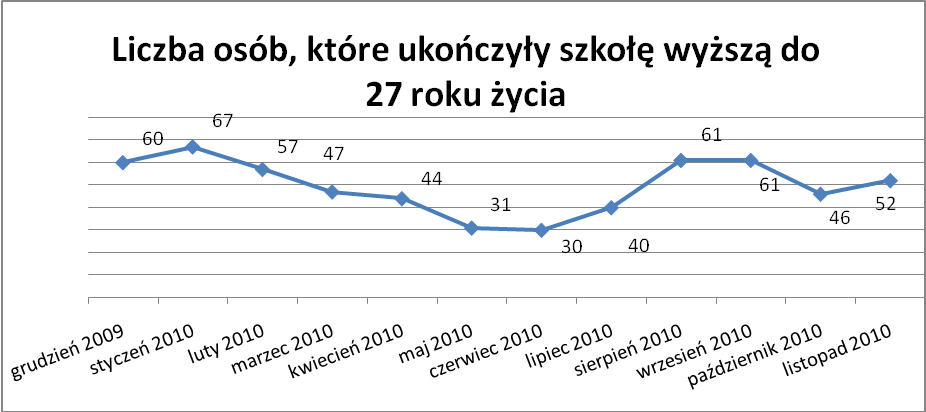 Liczba osób, które ukończyły szkołę wyższą do
27 roku życia
60
67
57
47
44
31
30
40
61
61
46
52
grudzień 2009
styczeń 2010
luty 2010
marzec 2010
kwiecień 2010
maj 2010
czerwiec 2010
lipiec 2010
sierpień 2010
wrzesień 2010
październik 2010
listopad 2010